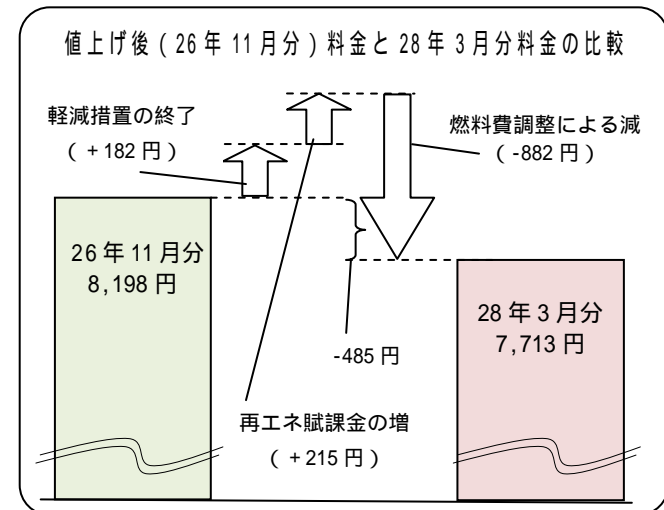 値上げ後（26年11月分）料金と28年3月分料金の比較
軽減措置の終了
（+182円）
燃料費調整による減
（-882円）
26年11月分
8,198円
28年3月分
7,713円
-485円
再エネ賦課金の増
（+215円）